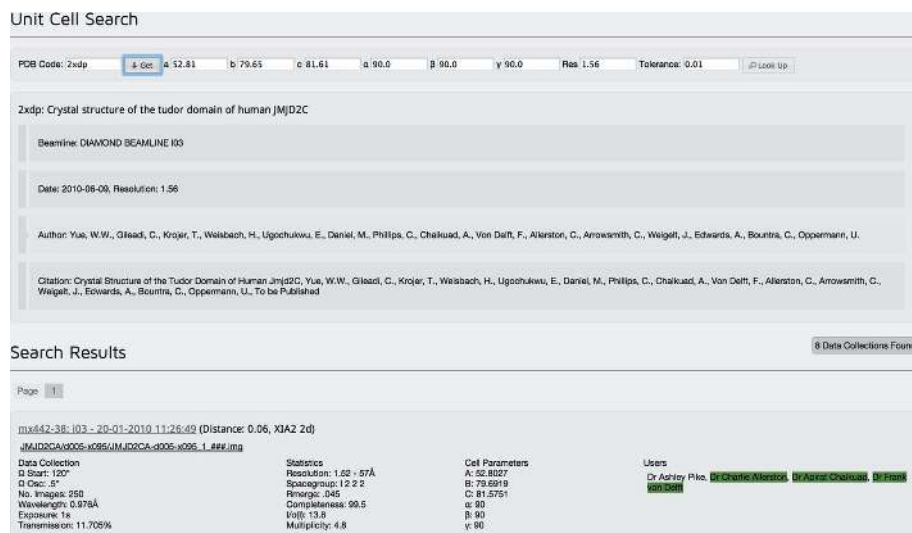 Unit Cell Search
PDB Code: 2xdp Get a 52.81 b 79.65 c 81.61 α 90.0 β 90.0 γ 90.0 Res 1.56 Tolerance: 0.01 Look Up
2xdp: Crystal structure of the tudor domain of human JMJD2C
Beamline: DIAMOND BEAMLINE I03
Date: 2010-06-09, Resolution: 1.56
Author: Yue, W.W., Gileadi, C., Krojer, T., Weisbach, H., Ugochukwu, E., Daniel, M., Phillips, C., Chaikuad, A., Von Delft, F., Allerston, C., Arrowsmith, C., Weigelt, J., Edwards, A., Bountra, C., Oppermann, U.
Citation: Crystal Structure of the Tudor Domain of Human Jmjd2C, Yue, W.W., Gileadi, C., Krojer, T., Weisbach, H., Ugochukwu, E., Daniel, M., Phillips, C., Chaikuad, A., Von Delft, F., Allerston, C., Arrowsmith, C.,
Weigelt, J., Edwards, A., Bountra, C., Oppermann, U., To be Published
Search Results
8 Data Collections Foun
Page 1
mx442-38: i03 - 20-01-2010 11:26:49 (Distance: 0.06, XIA2 2d)
JMJD2CA/d005-x095/JMJD2CA-d005-x095_1_###.img
Data Collection Statistics Cell Parameters Users
Ω Start: 120° Resolution: 1.62 - 57Å A: 52.8027 Dr Ashley Pike, Dr Charlie Allerston, Dr Apirat Chaikuad, Dr Frank
Ω Osc: .5° Spacegroup: I 2 2 2 B: 79.6919 von Delft
No. Images: 250 Rmerge: .045 C: 81.5751
Wavelength: 0.976Å Completeness: 99.5 α: 90
Exposure: 1s I/σ(I): 13.8 β: 90
Transmission: 11.705% Multiplicity: 4.8 γ: 90